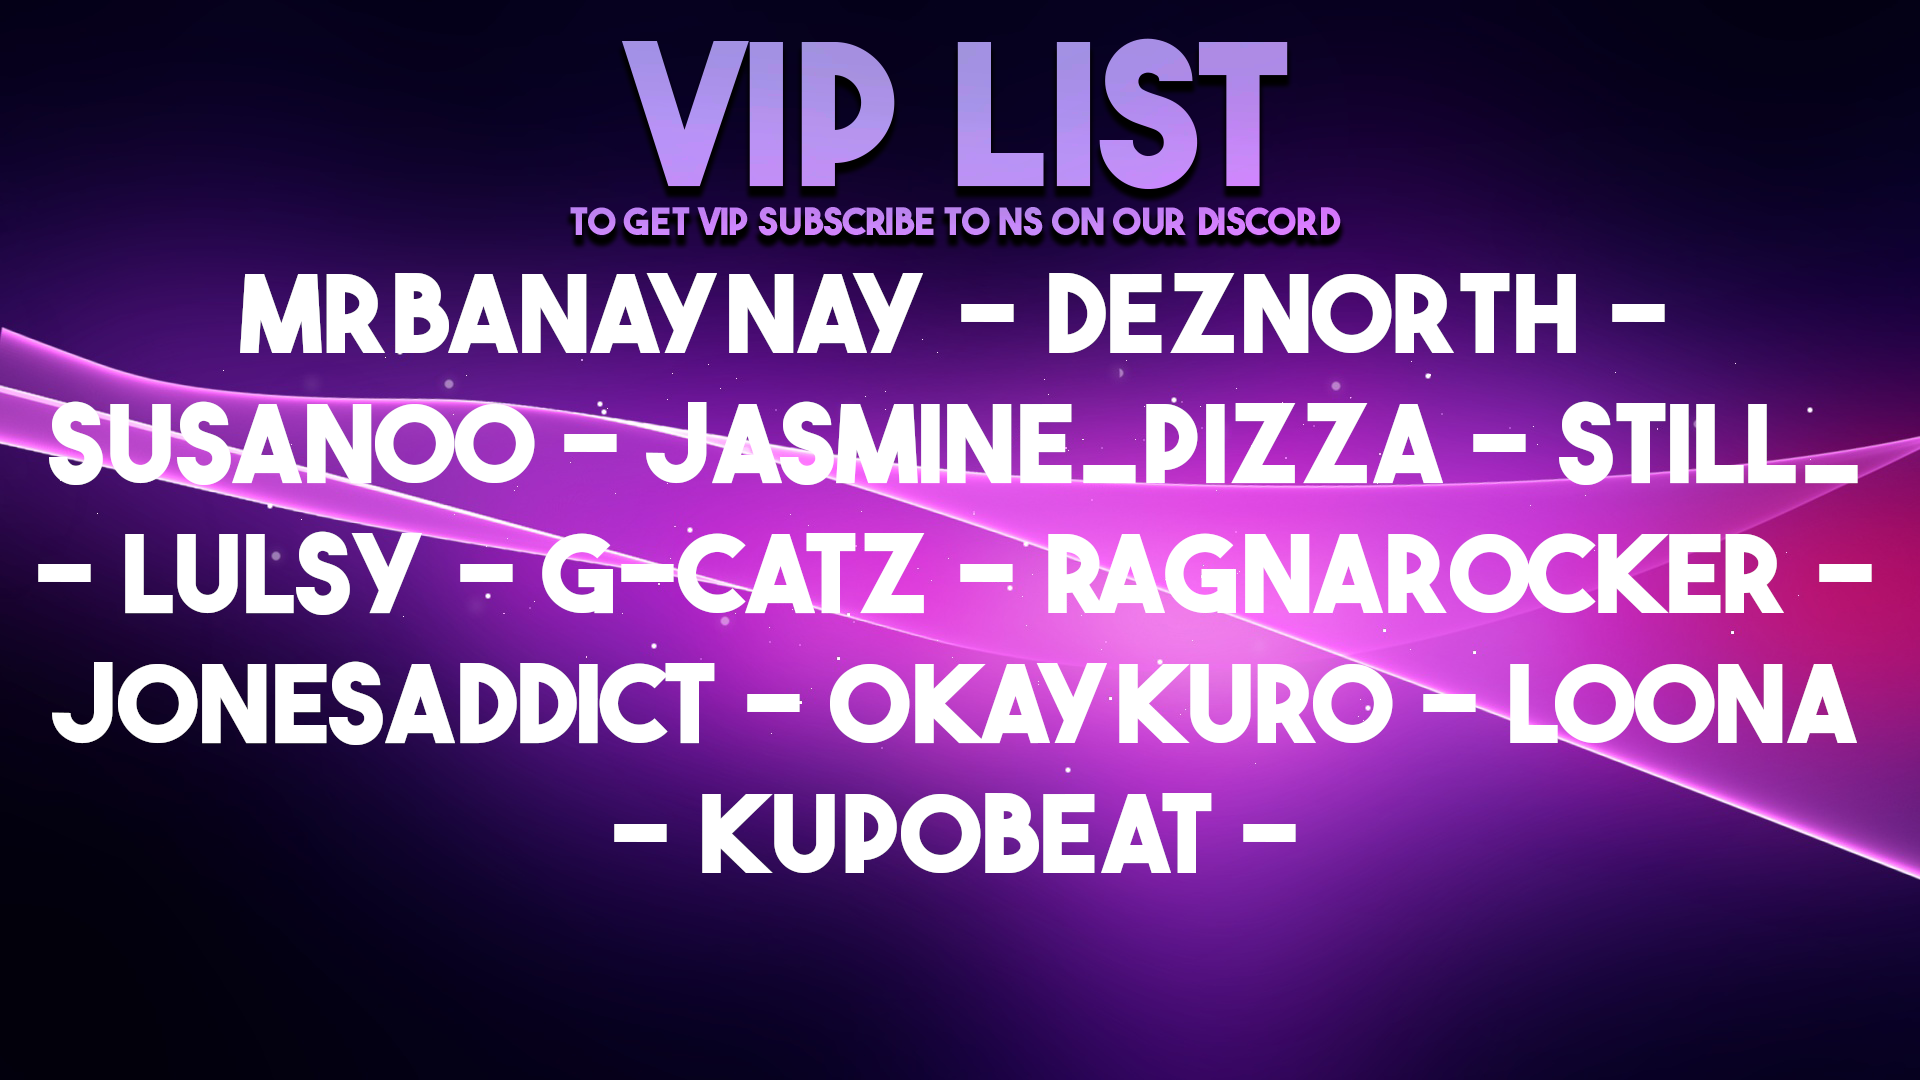 VIP LIST
TO GET VIP SUBSCRIBE TO NS ON OUR DISCORD
MRBANAYNAY - DEZNORTH -
SUSANOO - JASMINE_PIZZA - STILL_
- LULSY - G-CATZ - RAGNAROCKER -
JONESADDICT - OKAYKURO - LOONA
- KUPOBEAT -